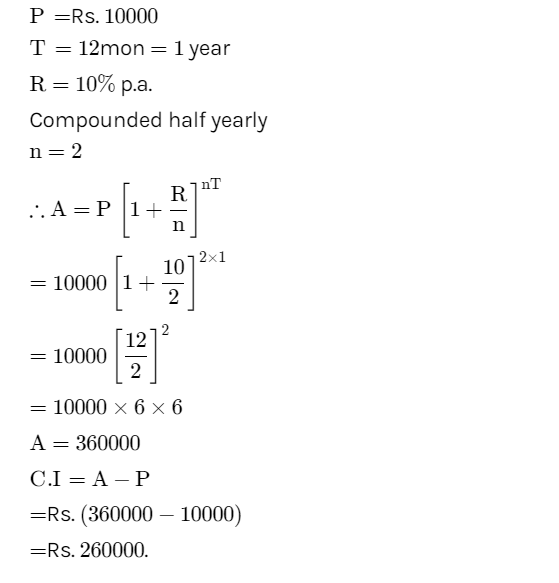 P =Rs. 10000
T = 12mon = 1 year
R = 10% p.a.
Compounded half yearly
n = 2
∴ A = P [1 + R/n]^nT
= 10000 [1 + 10/2]^2×1
= 10000 [12/2]^2
= 10000 × 6 × 6
A = 360000
C.I = A − P
=Rs. (360000 − 10000)
=Rs. 260000.